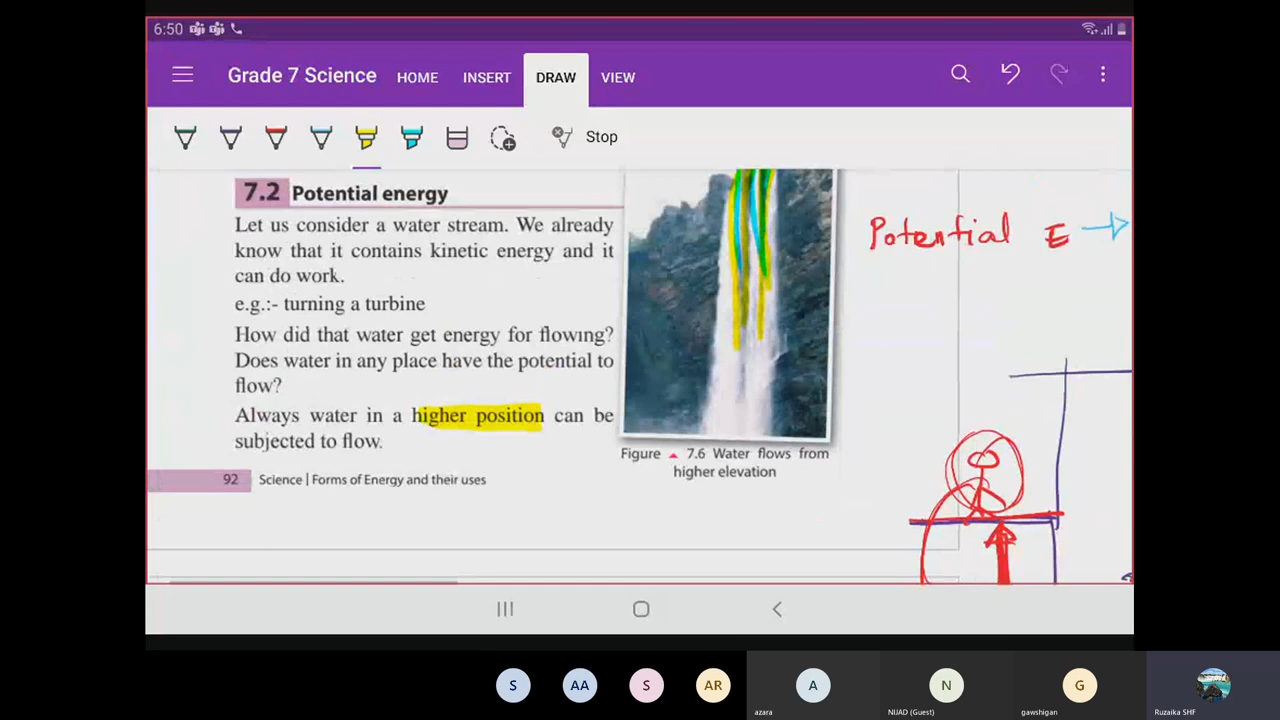 6:50
Grade 7 Science HOME INSERT DRAW VIEW
Stop
7.2 Potential energy
Let us consider a water stream. We already
know that it contains kinetic energy and it
can do work.
e.g.:- turning a turbine
How did that water get energy for flowing?
Does water in any place have the potential to
flow?
Always water in a higher position can be
subjected to flow.
Figure ▲ 7.6 Water flows from
higher elevation
92 Science | Forms of Energy and their uses
Potential E →
S AA S AR A N G
azara NIJAD (Guest) gawshigan Ruzaika SHF